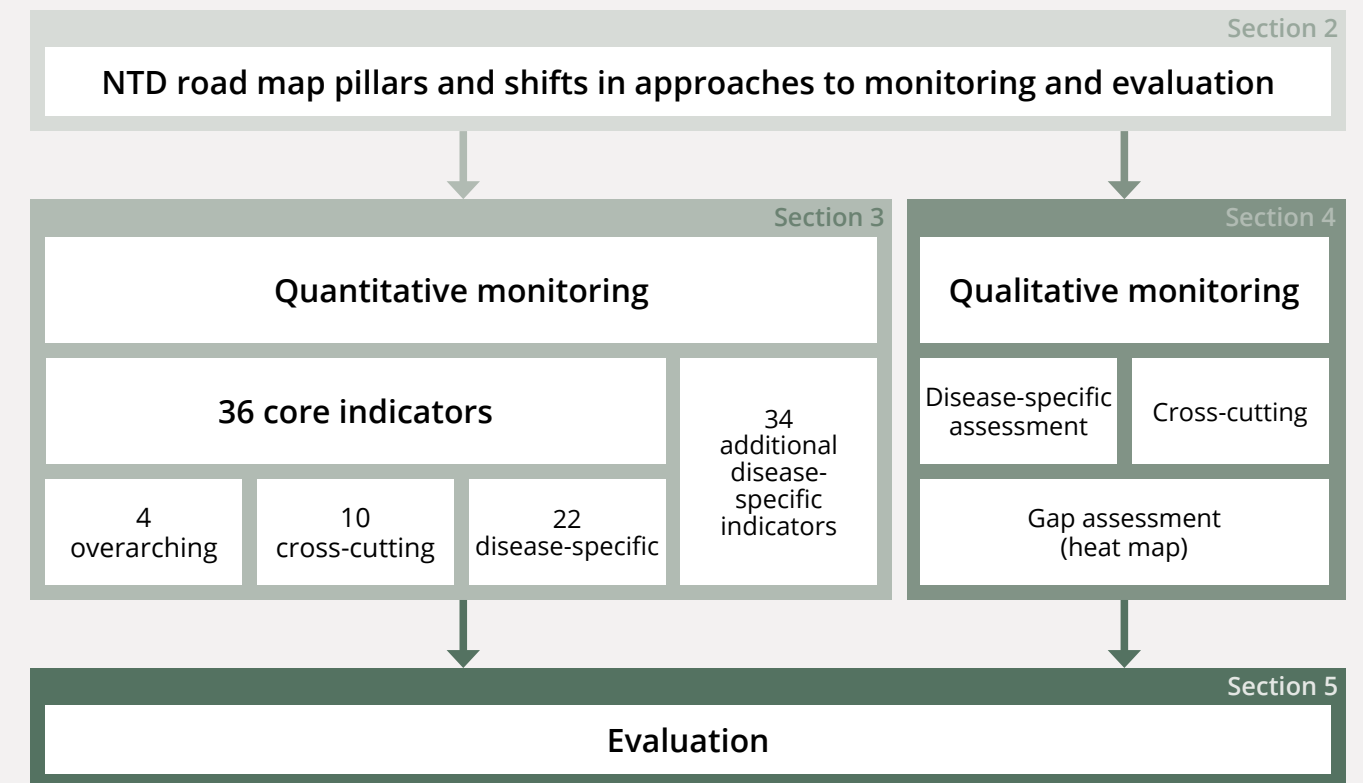 Section 2
NTD road map pillars and shifts in approaches to monitoring and evaluation
Section 3
Quantitative monitoring
36 core indicators
4
overarching
10
cross-cutting
22
disease-specific
34
additional
disease-
specific
indicators
Section 4
Qualitative monitoring
Disease-specific
assessment
Cross-cutting
Gap assessment
(heat map)
Section 5
Evaluation